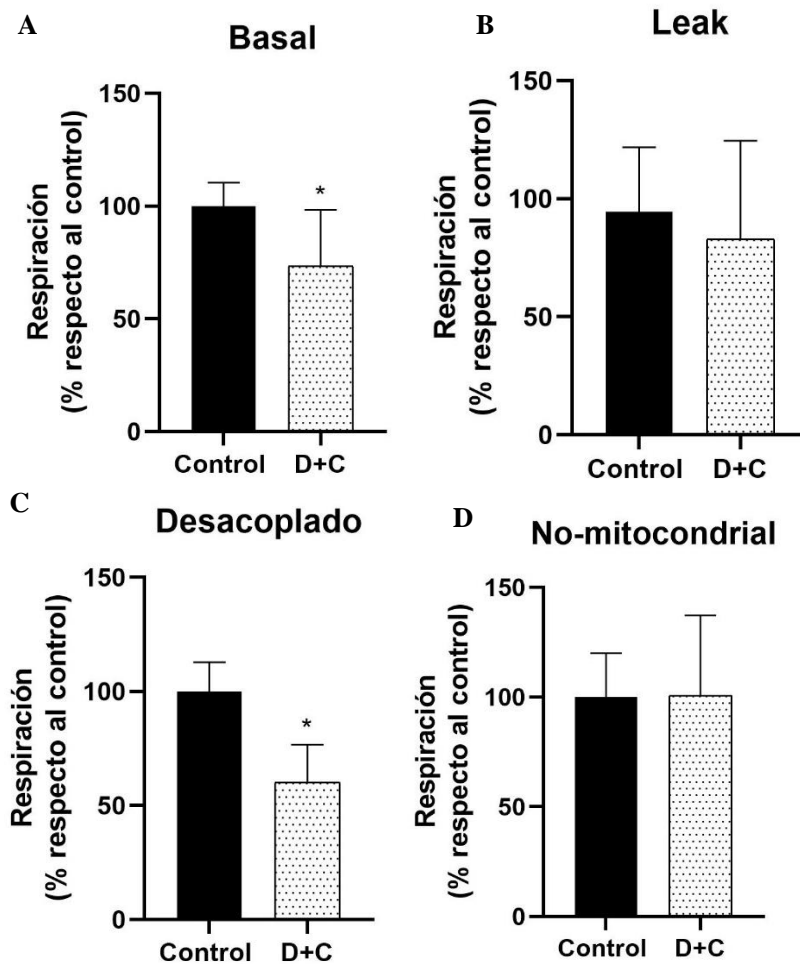 A
Basal
Respiración
(% respecto al control)
150
100
50
0
*
Control
D+C
B
Leak
Respiración
(% respecto al control)
150
100
50
0
Control
D+C
C
Desacoplado
Respiración
(% respecto al control)
150
100
50
0
*
Control
D+C
D
No-mitocondrial
Respiración
(% respecto al control)
150
100
50
0
Control
D+C